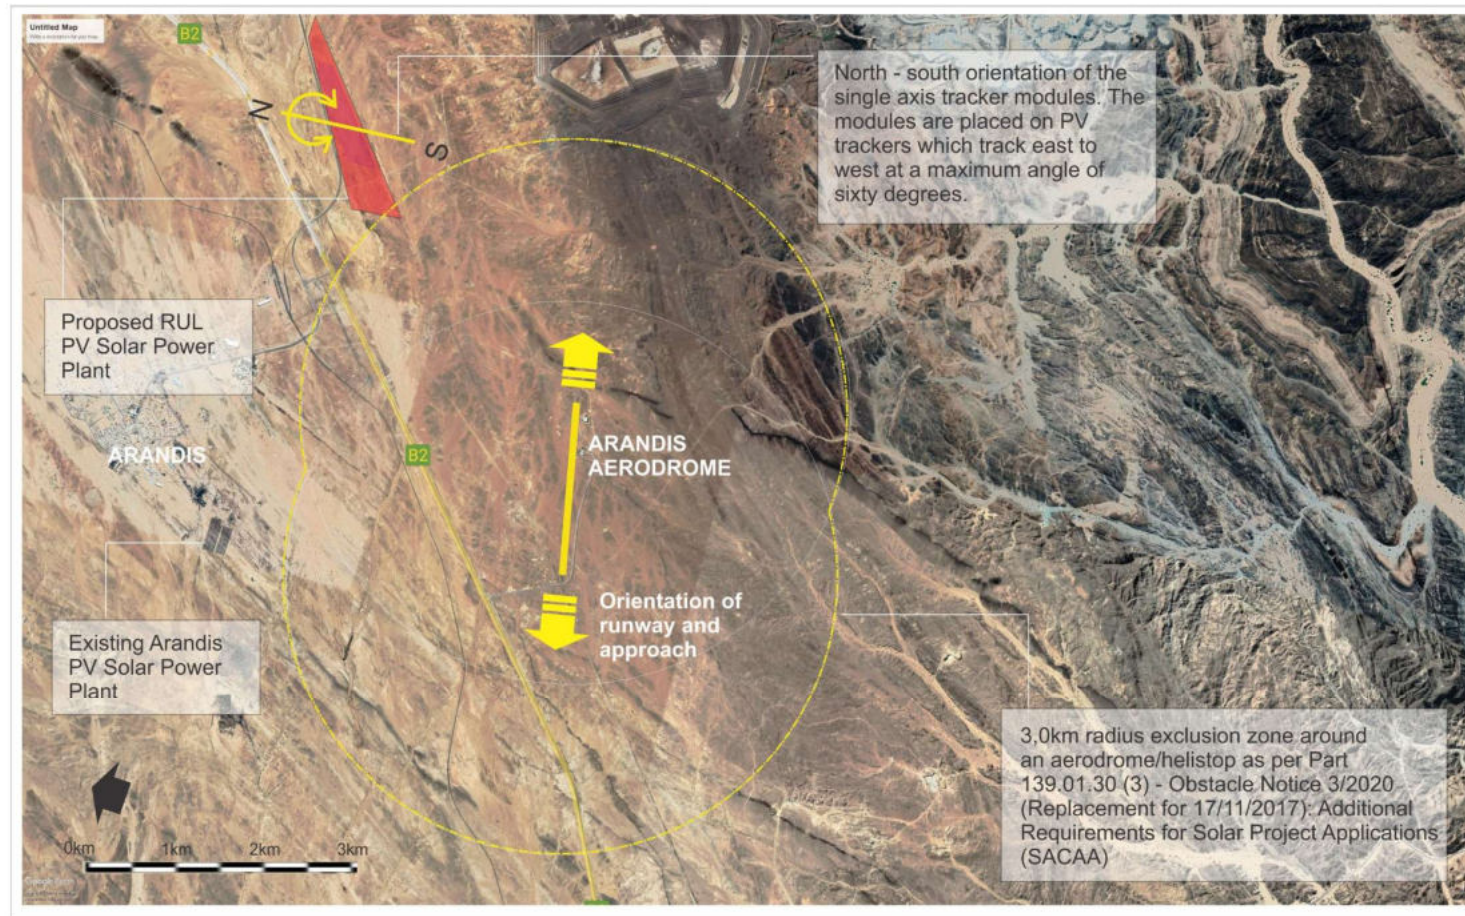 Untitled Map
B2
N
S
North - south orientation of the
single axis tracker modules. The
modules are placed on PV
trackers which track east to
west at a maximum angle of
sixty degrees.
Proposed RUL
PV Solar Power
Plant
ARANDIS
B2
ARANDIS
AERODROME
Existing Arandis
PV Solar Power
Plant
Orientation of
runway and
approach
3,0km radius exclusion zone around
an aerodrome/helistop as per Part
139.01.30 (3) - Obstacle Notice 3/2020
(Replacement for 17/11/2017): Additional
Requirements for Solar Project Applications
(SACAA)
0km 1km 2km 3km
Google Earth